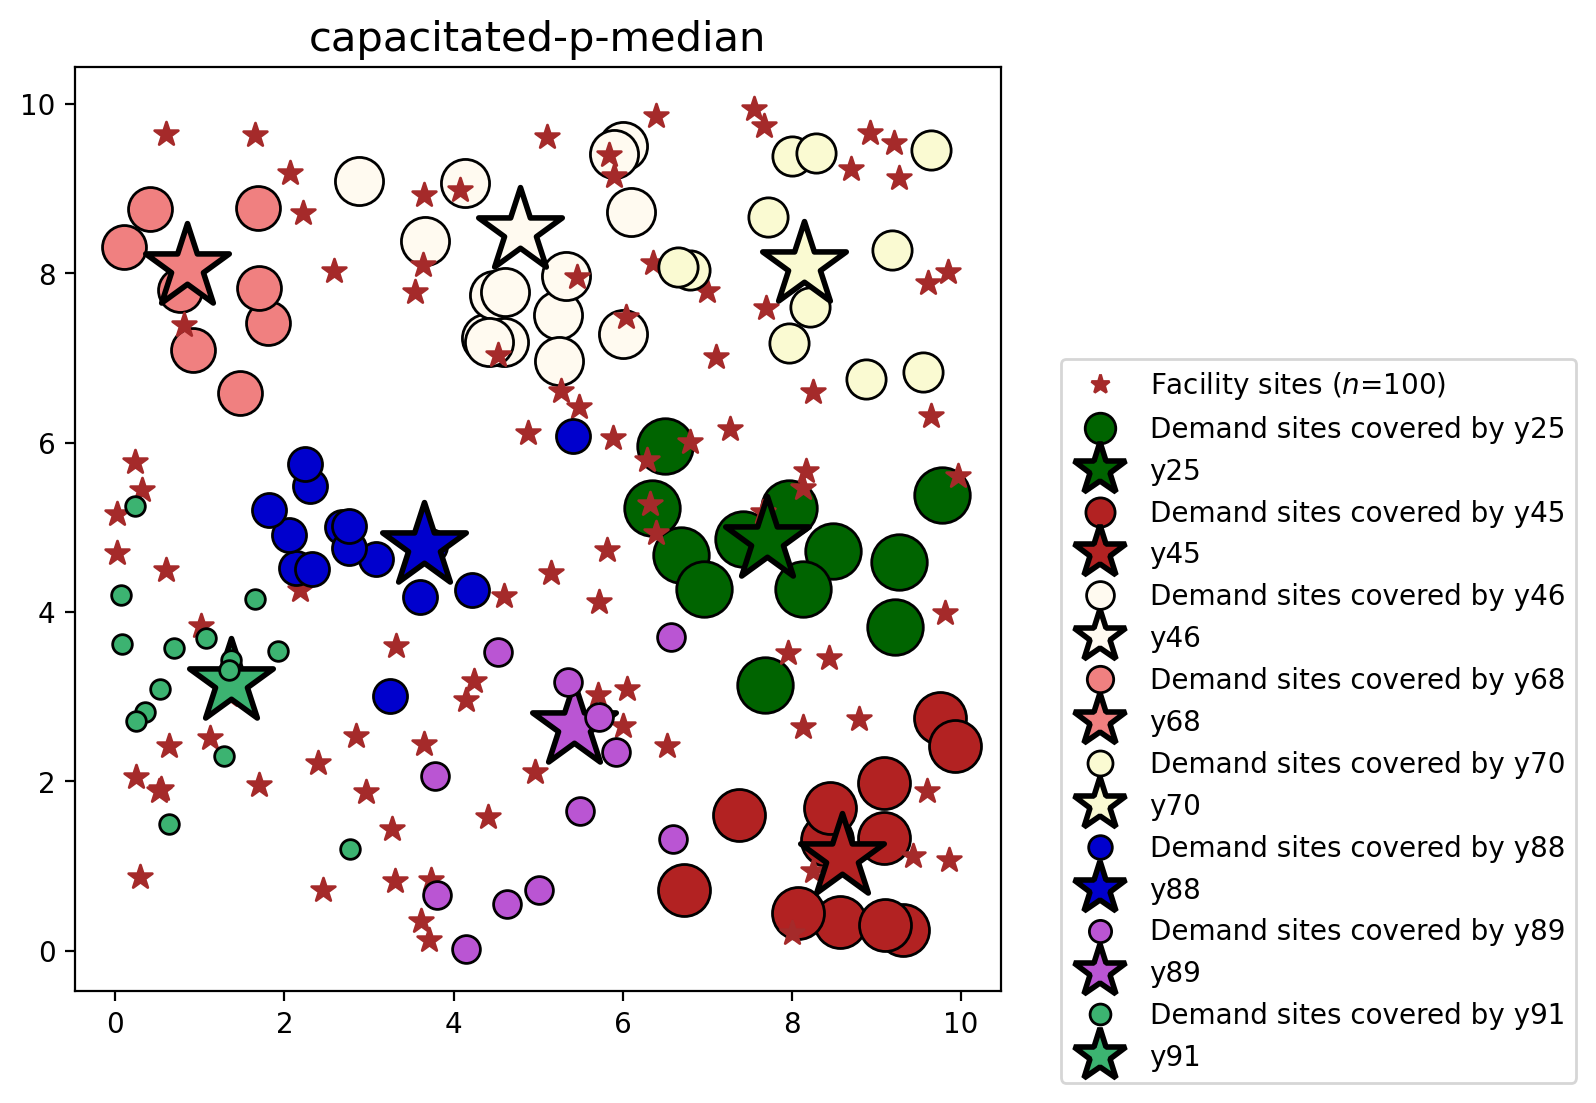 capacitated-p-median
10
8
6
4
2
0
0 2 4 6 8 10
Facility sites (n=100)
Demand sites covered by y25
y25
Demand sites covered by y45
y45
Demand sites covered by y46
y46
Demand sites covered by y68
y68
Demand sites covered by y70
y70
Demand sites covered by y88
y88
Demand sites covered by y89
y89
Demand sites covered by y91
y91